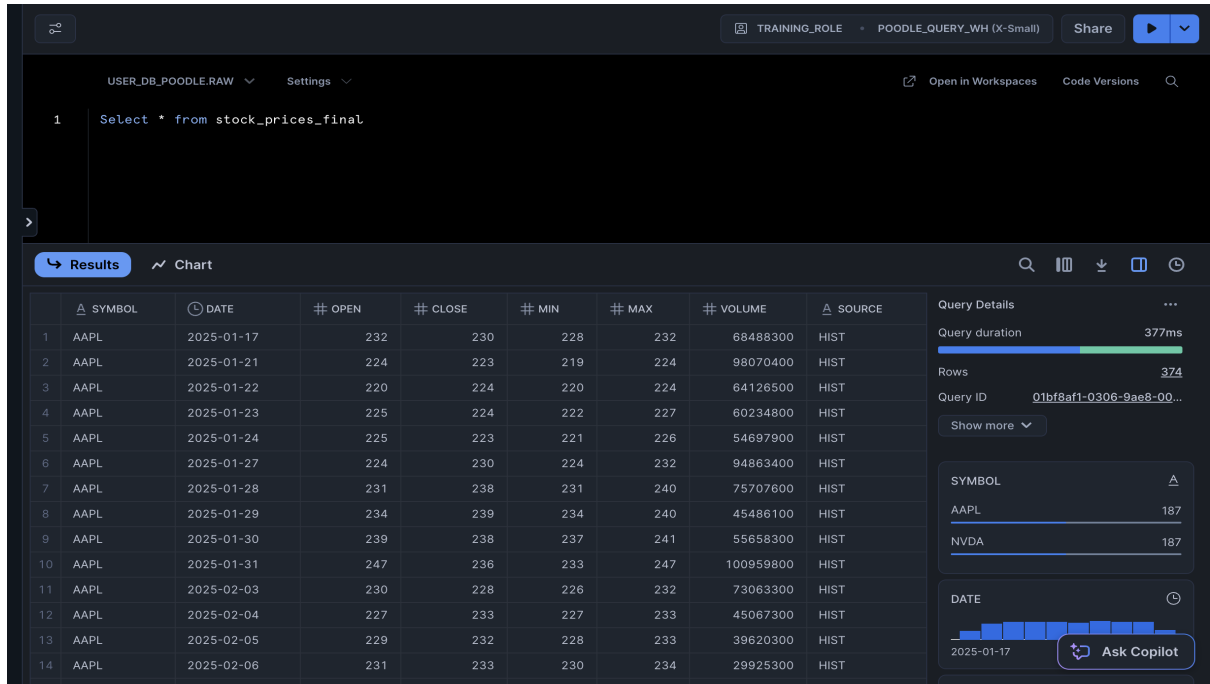 TRAINING_ROLE POODLE_QUERY_WH (X-Small) Share
USER_DB_POODLE.RAW Settings Open in Workspaces Code Versions
1 Select * from stock_prices_final
Results Chart
SYMBOL DATE OPEN CLOSE MIN MAX VOLUME SOURCE
1 AAPL 2025-01-17 232 230 228 232 68488300 HIST
2 AAPL 2025-01-21 224 223 219 224 98070400 HIST
3 AAPL 2025-01-22 220 224 220 224 64126500 HIST
4 AAPL 2025-01-23 225 224 222 227 60234800 HIST
5 AAPL 2025-01-24 225 223 221 226 54697900 HIST
6 AAPL 2025-01-27 224 230 224 232 94863400 HIST
7 AAPL 2025-01-28 231 238 231 240 75707600 HIST
8 AAPL 2025-01-29 234 239 234 240 45486100 HIST
9 AAPL 2025-01-30 239 238 237 241 55658300 HIST
10 AAPL 2025-01-31 247 236 233 247 100959800 HIST
11 AAPL 2025-02-03 230 228 226 232 73063300 HIST
12 AAPL 2025-02-04 227 233 227 233 45067300 HIST
13 AAPL 2025-02-05 229 232 228 233 39620300 HIST
14 AAPL 2025-02-06 231 233 230 234 29925300 HIST
Query Details ...
Query duration 377ms
Rows 374
Query ID 01bf8af1-0306-9ae8-00...
Show more
SYMBOL A
AAPL 187
NVDA 187
DATE
2025-01-17
Ask Copilot